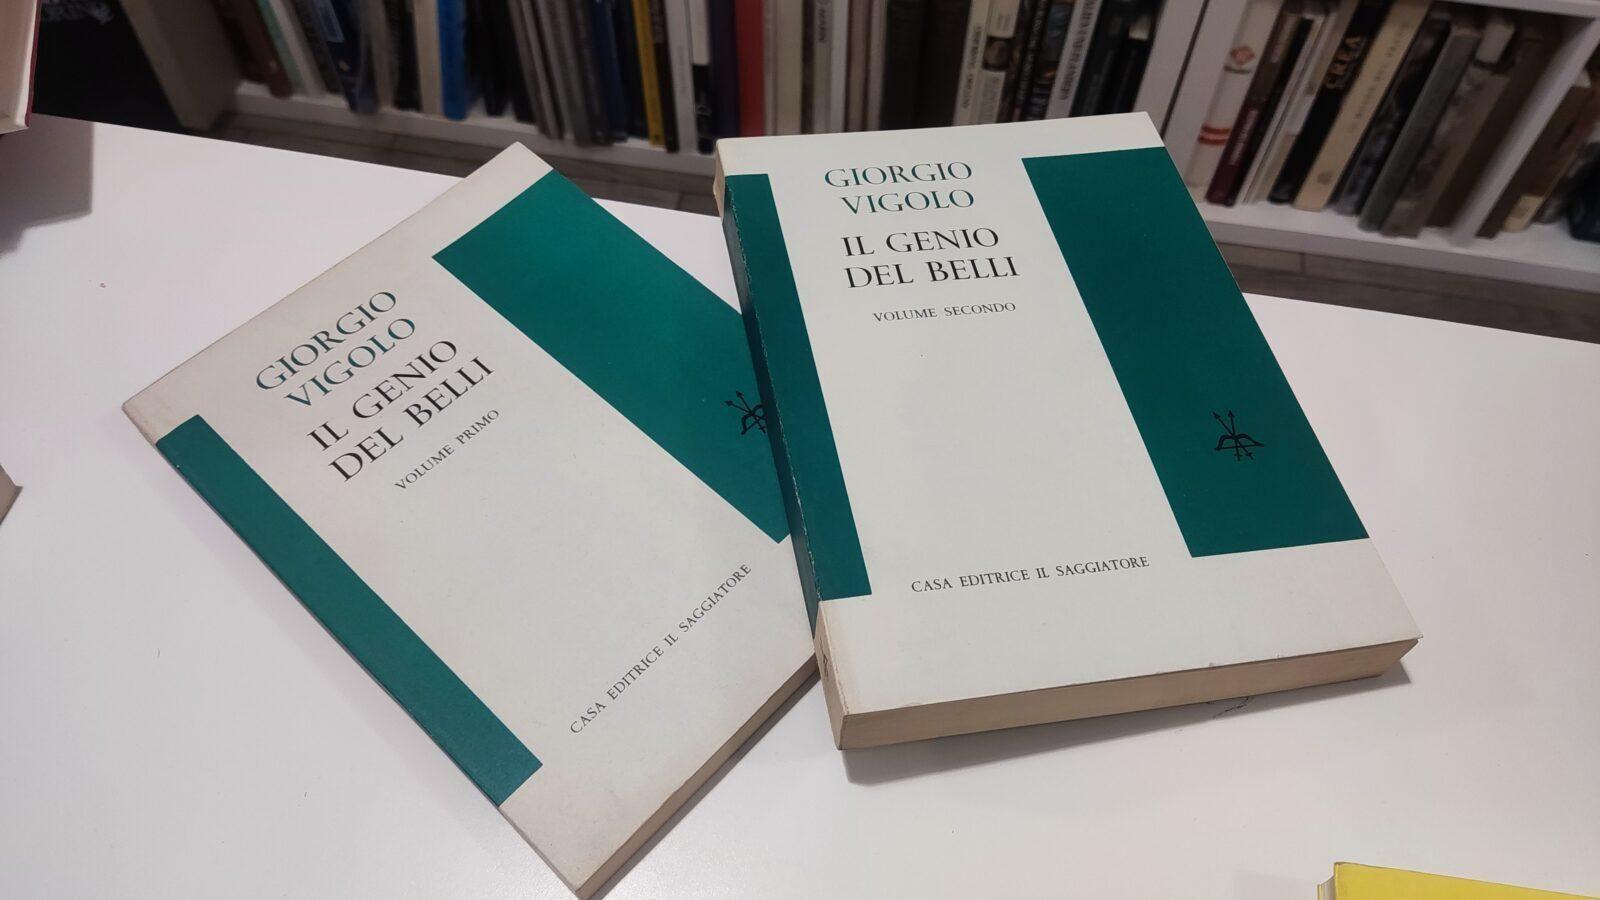 GIORGIO
VIGOLO
IL GENIO
DEL BELLI
VOLUME PRIMO
CASA EDITRICE IL SAGGIATORE
GIORGIO
VIGOLO
IL GENIO
DEL BELLI
VOLUME SECONDO
CASA EDITRICE IL SAGGIATORE